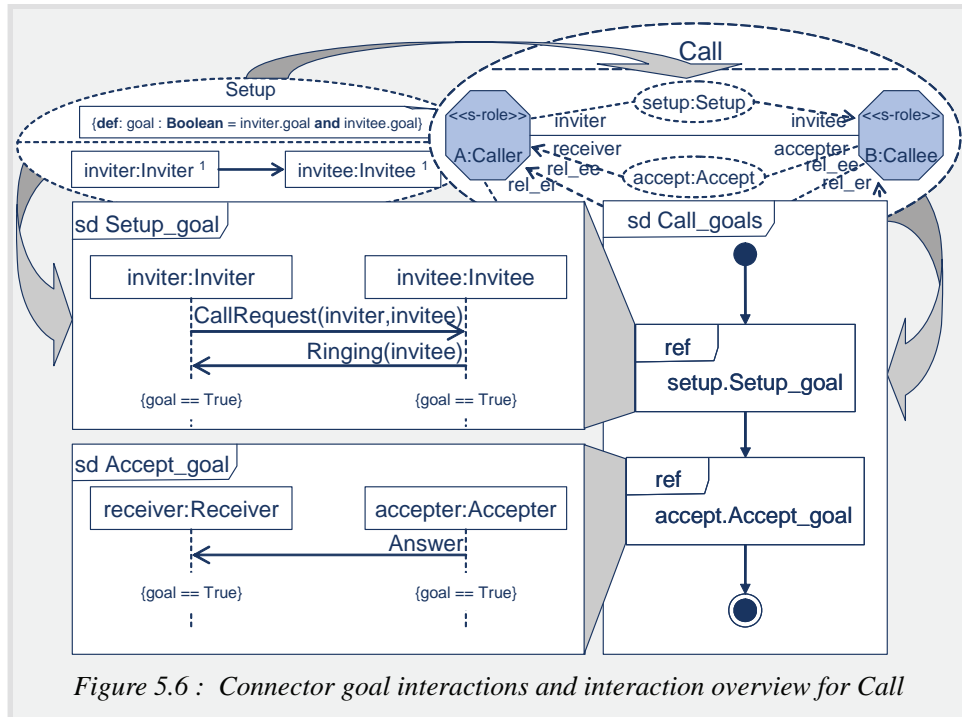 Call
Setup
{def: goal : Boolean = inviter.goal and invitee.goal}
inviter:Inviter 1
invitee:Invitee 1
setup:Setup
<<s-role>>
A:Caller
inviter
invitee
<<s-role>>
B:Callee
receiver
accepter
accept:Accept
rel_ee
rel_er
rel_ee
rel_er
sd Setup_goal
inviter:Inviter
invitee:Invitee
CallRequest(inviter,invitee)
Ringing(invitee)
{goal == True}
{goal == True}
sd Accept_goal
receiver:Receiver
accepter:Accepter
Answer
{goal == True}
{goal == True}
sd Call_goals
ref
setup.Setup_goal
ref
accept.Accept_goal
Figure 5.6 : Connector goal interactions and interaction overview for Call